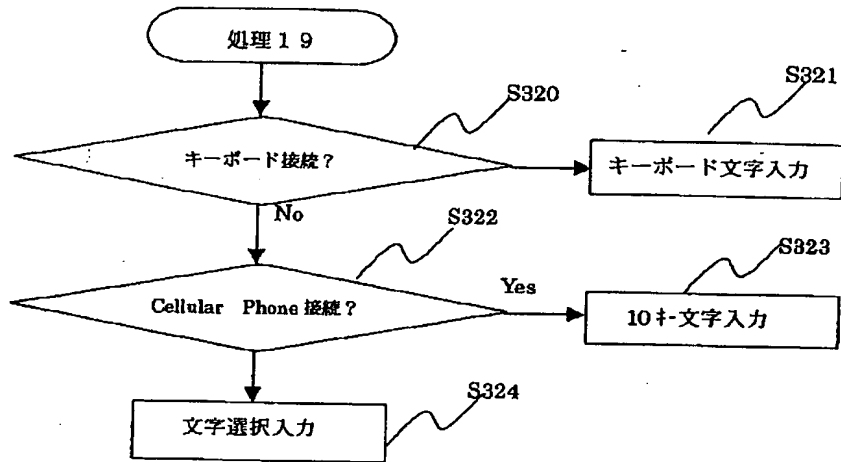 処理19
S320
S321
キーボード接続？
キーボード文字入力
No
S322
S323
Cellular Phone 接続？
Yes
10キー文字入力
S324
文字選択入力